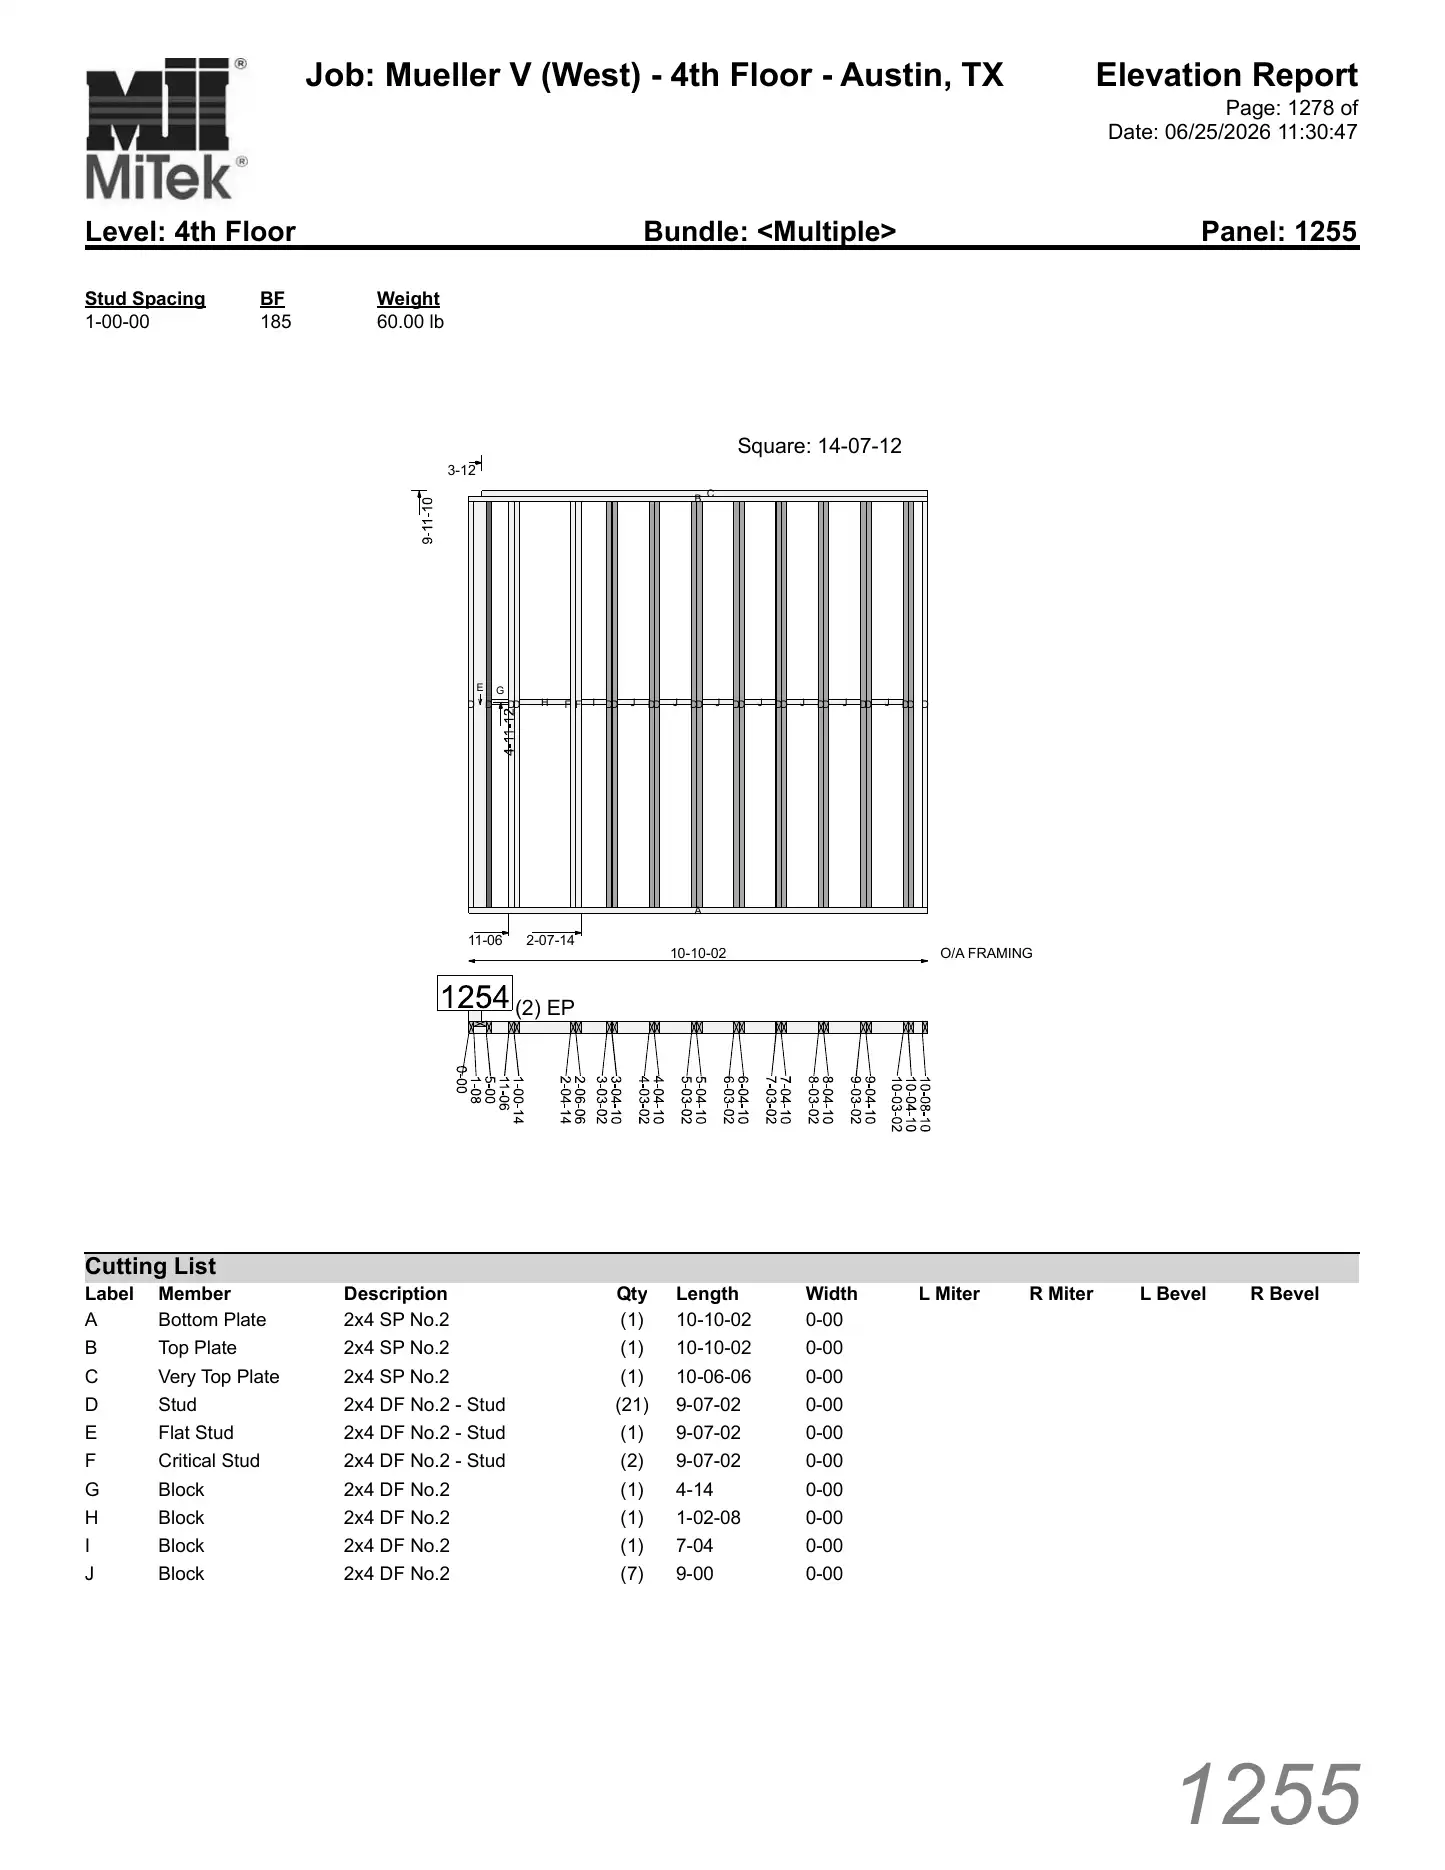 Job: Mueller V (West) - 4th Floor - Austin, TX
Elevation Report
Page: 1278 of
Date: 06/25/2026 11:30:47
MiTek®
Level: 4th Floor Bundle: <Multiple> Panel: 1255
Stud Spacing BF Weight
1-00-00 185 60.00 lb
Square: 14-07-12
3-12
9-11-10
C
B
E
G
4-11-12
D D D D H F F I D D J D D J D D J D D J D D J D D J D D J D D D
A
11-06 2-07-14
10-10-02 O/A FRAMING
1254 (2) EP
0-00 1-08 5-00 11-06 1-00-14 2-04-14 2-06-06 3-03-02 3-04-10 4-03-02 4-04-10 5-03-02 5-04-10 6-03-02 6-04-10 7-03-02 7-04-10 8-03-02 8-04-10 9-03-02 9-04-10 10-03-02 10-04-10 10-08-10
Cutting List
Label Member Description Qty Length Width L Miter R Miter L Bevel R Bevel
A Bottom Plate 2x4 SP No.2 (1) 10-10-02 0-00
B Top Plate 2x4 SP No.2 (1) 10-10-02 0-00
C Very Top Plate 2x4 SP No.2 (1) 10-06-06 0-00
D Stud 2x4 DF No.2 - Stud (21) 9-07-02 0-00
E Flat Stud 2x4 DF No.2 - Stud (1) 9-07-02 0-00
F Critical Stud 2x4 DF No.2 - Stud (2) 9-07-02 0-00
G Block 2x4 DF No.2 (1) 4-14 0-00
H Block 2x4 DF No.2 (1) 1-02-08 0-00
I Block 2x4 DF No.2 (1) 7-04 0-00
J Block 2x4 DF No.2 (7) 9-00 0-00
1255